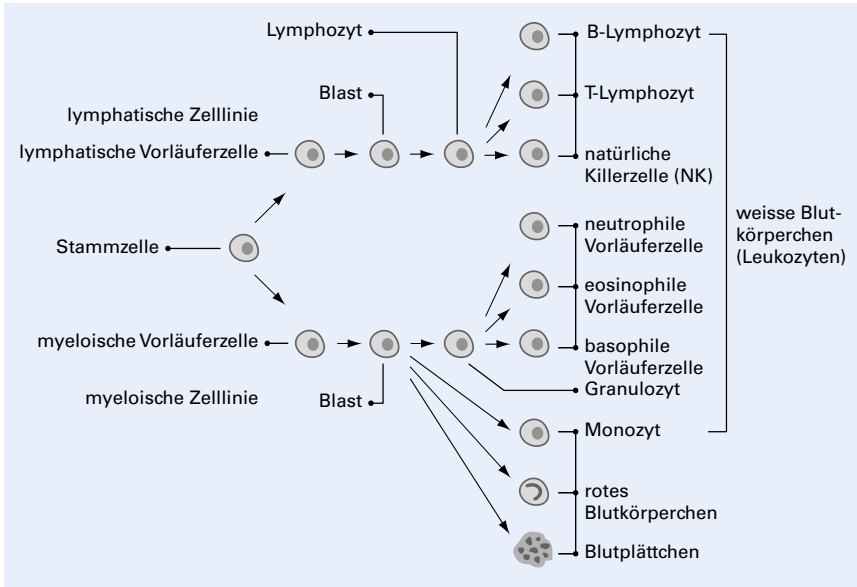 Lymphozyt
B-Lymphozyt
Blast
T-Lymphozyt
lymphatische Zelllinie
lymphatische Vorläuferzelle
natürliche
Killerzelle (NK)
weisse Blut-
körperchen
(Leukozyten)
Stammzelle
neutrophile
Vorläuferzelle
eosinophile
Vorläuferzelle
myeloische Vorläuferzelle
basophile
Vorläuferzelle
Granulozyt
myeloische Zelllinie
Blast
Monozyt
rotes
Blutkörperchen
Blutplättchen